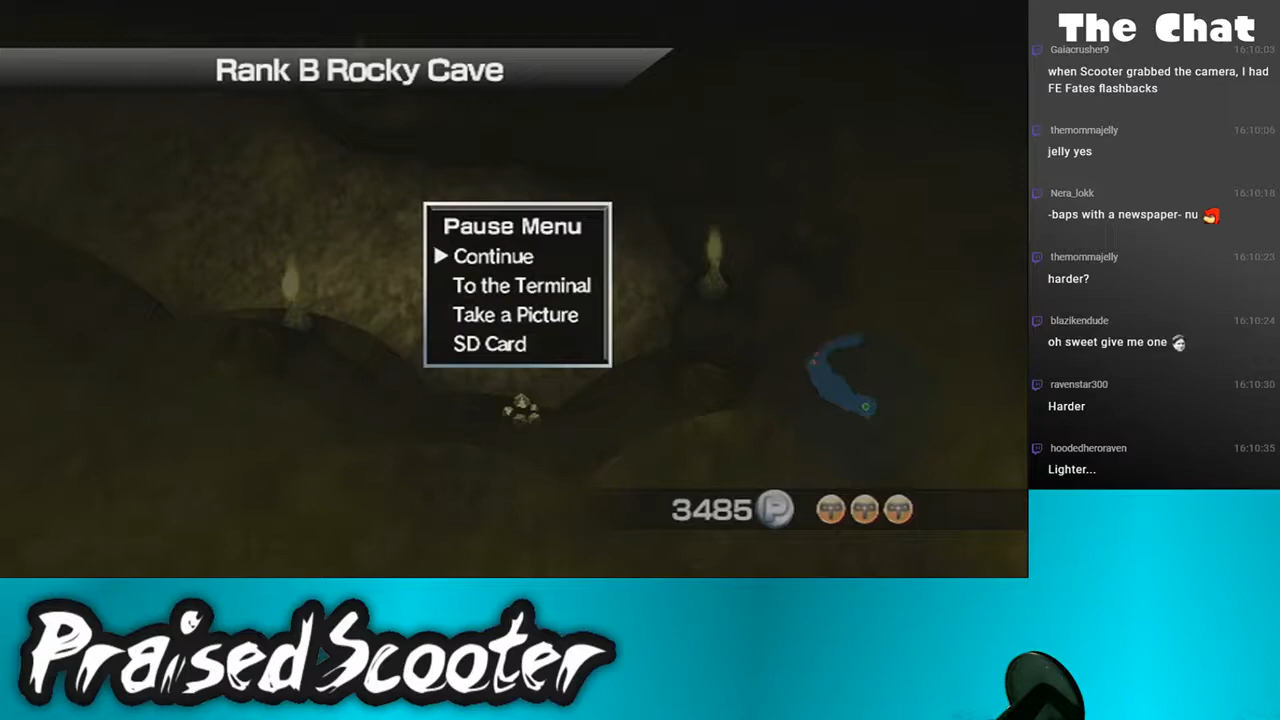 Rank B Rocky Cave
Pause Menu
Continue
To the Terminal
Take a Picture
SD Card
3485 P
PraisedScooter
The Chat
Gaiacrusher9 16:10:03
when Scooter grabbed the camera, I had
FE Fates flashbacks
themommajelly 16:10:06
jelly yes
Nera_lokk 16:10:18
-baps with a newspaper- nu
themommajelly 16:10:23
harder?
blazikendude 16:10:24
oh sweet give me one
ravenstar300 16:10:30
Harder
hoodedheroraven 16:10:35
Lighter...